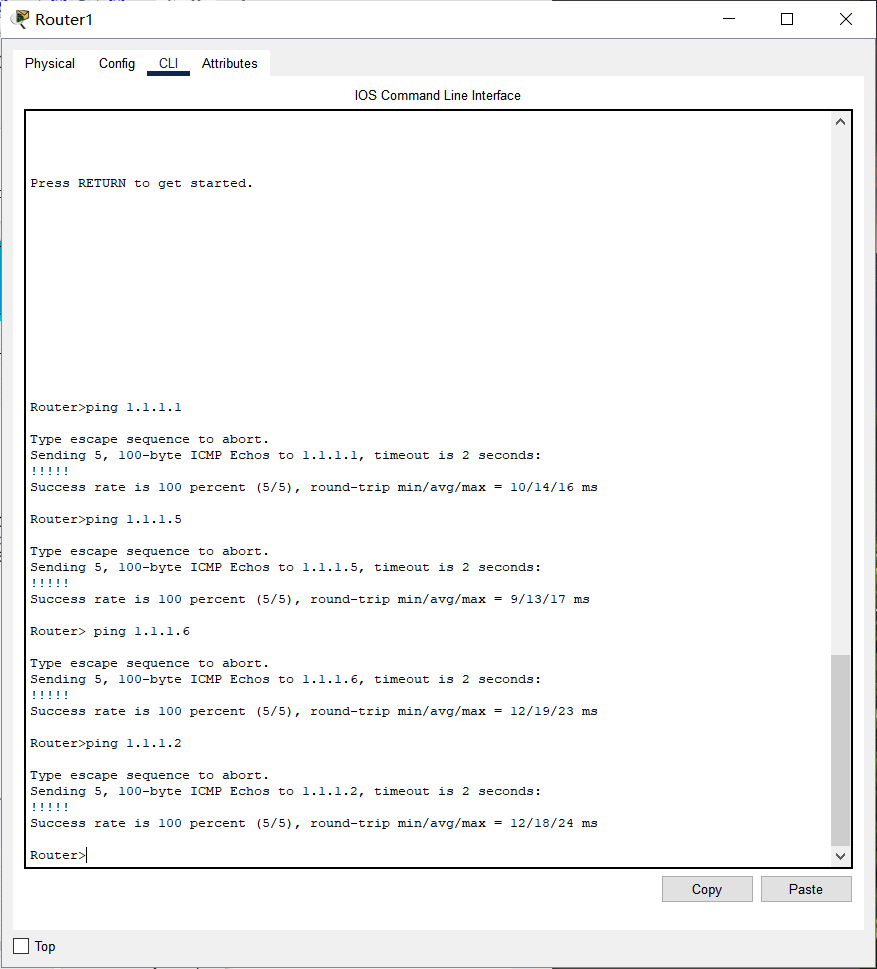 Router1
Physical Config CLI Attributes
IOS Command Line Interface
Press RETURN to get started.
Router>ping 1.1.1.1
Type escape sequence to abort.
Sending 5, 100-byte ICMP Echos to 1.1.1.1, timeout is 2 seconds:
!!!!!
Success rate is 100 percent (5/5), round-trip min/avg/max = 10/14/16 ms
Router>ping 1.1.1.5
Type escape sequence to abort.
Sending 5, 100-byte ICMP Echos to 1.1.1.5, timeout is 2 seconds:
!!!!!
Success rate is 100 percent (5/5), round-trip min/avg/max = 9/13/17 ms
Router> ping 1.1.1.6
Type escape sequence to abort.
Sending 5, 100-byte ICMP Echos to 1.1.1.6, timeout is 2 seconds:
!!!!!
Success rate is 100 percent (5/5), round-trip min/avg/max = 12/19/23 ms
Router>ping 1.1.1.2
Type escape sequence to abort.
Sending 5, 100-byte ICMP Echos to 1.1.1.2, timeout is 2 seconds:
!!!!!
Success rate is 100 percent (5/5), round-trip min/avg/max = 12/18/24 ms
Router>
Copy Paste
Top